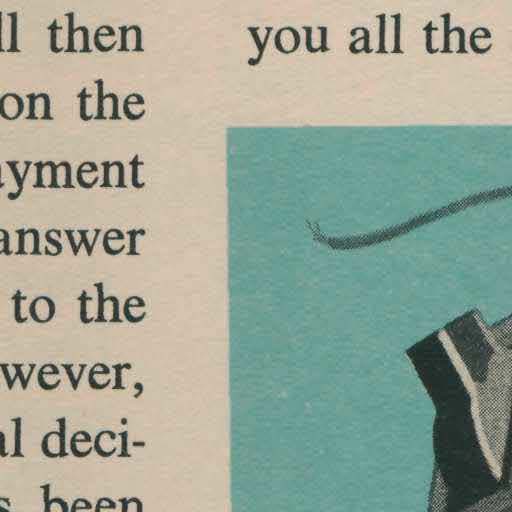 ll then
on the
ayment
answer
to the
wever,
al deci-
s been
you all the